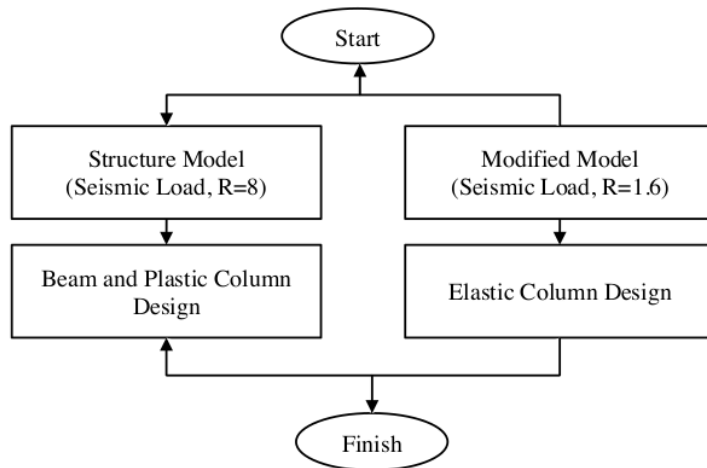 Start
Structure Model
(Seismic Load, R=8)
Modified Model
(Seismic Load, R=1.6)
Beam and Plastic Column
Design
Elastic Column Design
Finish